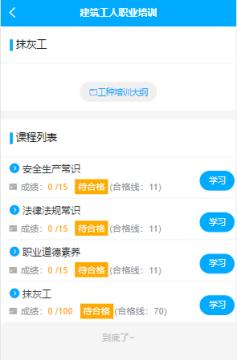 建筑工人职业培训
抹灰工
工种培训大纲
课程列表
安全生产常识
成绩：0 /15 待合格 (合格线：11) 学习
法律法规常识
成绩：0 /15 待合格 (合格线：11) 学习
职业道德素养
成绩：0 /15 待合格 (合格线：11) 学习
抹灰工
成绩：0 /100 待合格 (合格线：70) 学习
到底了~